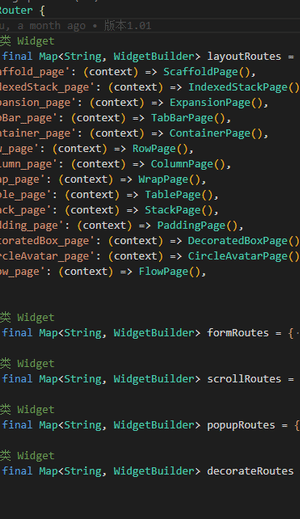 Router {
u, a month ago • 版本1.01
类 Widget
final Map<String, WidgetBuilder> layoutRoutes =
affold_page': (context) => ScaffoldPage(),
dexedStack_page': (context) => IndexedStackPage(),
pansion_page': (context) => ExpansionPage(),
bBar_page': (context) => TabBarPage(),
ntainer_page': (context) => ContainerPage(),
w_page': (context) => RowPage(),
lumn_page': (context) => ColumnPage(),
ap_page': (context) => WrapPage(),
ble_page': (context) => TablePage(),
ack_page': (context) => StackPage(),
dding_page': (context) => PaddingPage(),
coratedBox_page': (context) => DecoratedBoxPage()
rcleAvatar_page': (context) => CircleAvatarPage(),
ow_page': (context) => FlowPage(),
类 Widget
final Map<String, WidgetBuilder> formRoutes = {
类 Widget
final Map<String, WidgetBuilder> scrollRoutes =
类 Widget
final Map<String, WidgetBuilder> popupRoutes = {
类 Widget
final Map<String, WidgetBuilder> decorateRoutes